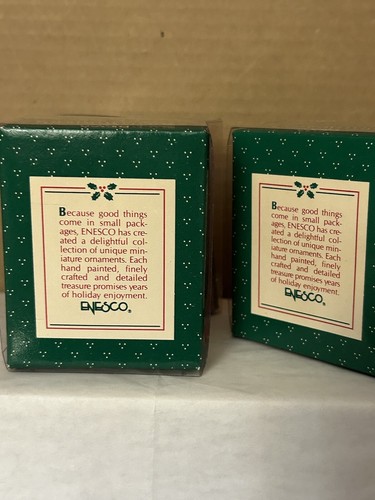 Because good things
come in small pack-
ages, ENESCO has cre-
ated a delightful col-
lection of unique min-
iature ornaments. Each
hand painted, finely
crafted and detailed
treasure promises years
of holiday enjoyment.
ENESCO®
Because good things
come in small pack-
ages, ENESCO has cre-
ated a delightful col-
lection of unique min-
iature ornaments. Each
hand painted, finely
crafted and detailed
treasure promises years
of holiday enjoyment.
ENESCO®